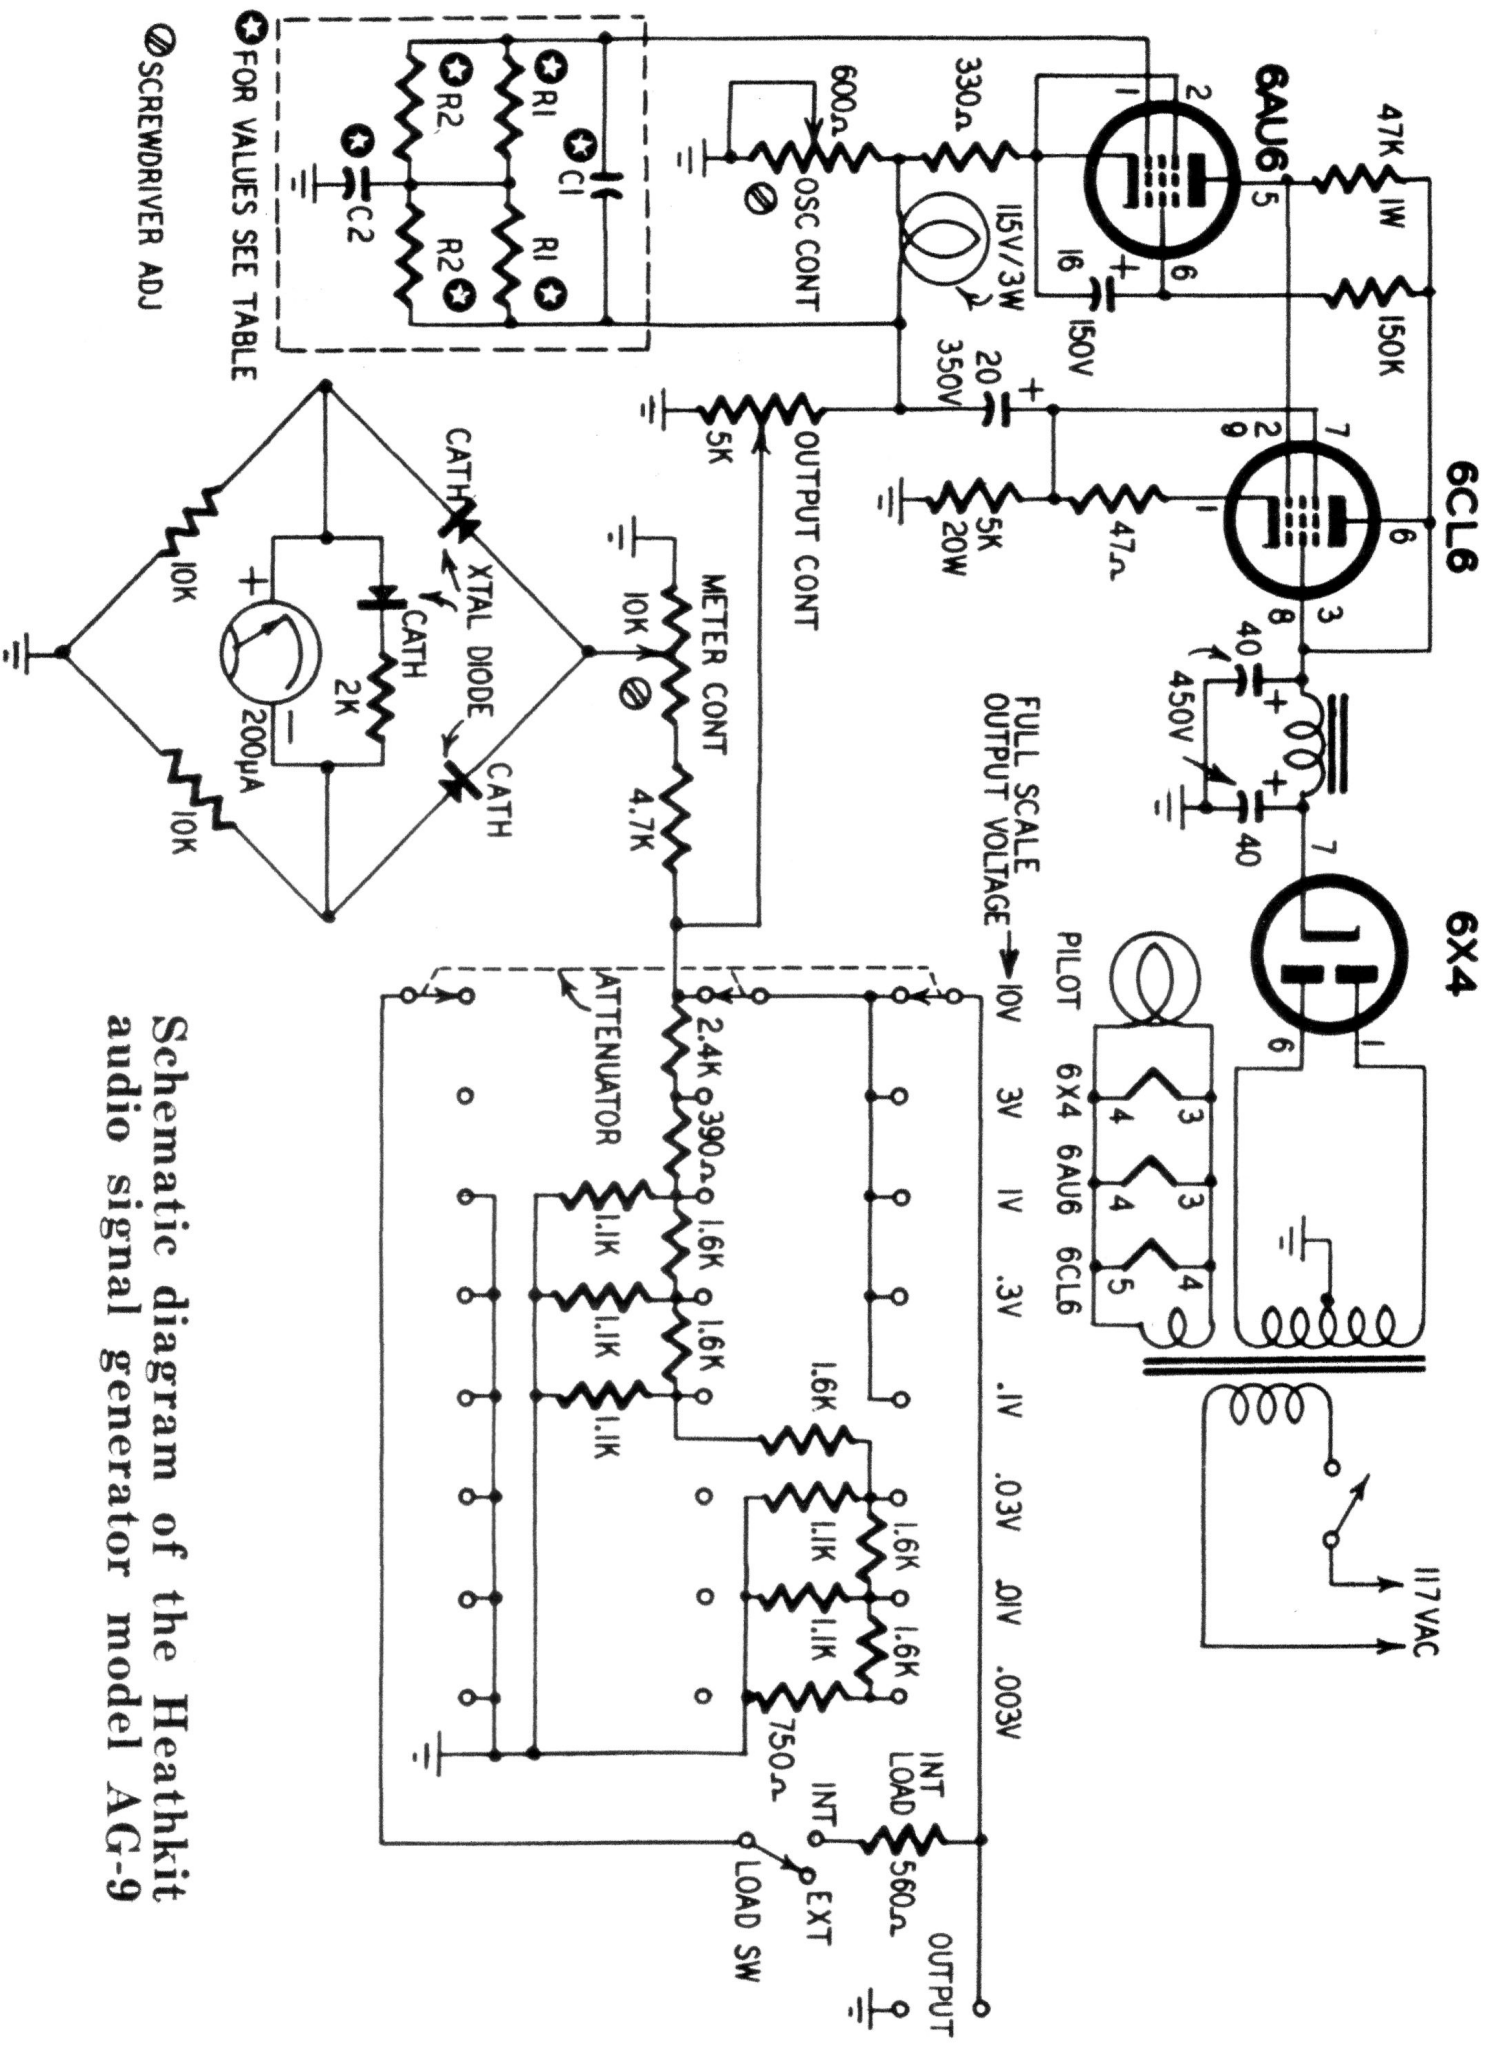 6AU6
6CL6
6X4
47K
1W
150K
2
1
5
6
330Ω
115V/3W
16
+
150V
600Ω
OSC CONT
7
2
9
6
1
3
8
20
350V
+
47Ω
5K
20W
40
40
450V
+
+
7
6
1
117VAC
PILOT
6X4
6AU6
6CL6
3
4
3
4
4
5
OUTPUT CONT
5K
R1
R1
C1
R2
R2
C2
FOR VALUES SEE TABLE
SCREWDRIVER ADJ
METER CONT
10K
4.7K
CATH
XTAL DIODE
CATH
CATH
2K
10K
10K
+
−
200µA
FULL SCALE
OUTPUT VOLTAGE
10V
3V
1V
.3V
.1V
.03V
.01V
.003V
ATTENUATOR
2.4K
390Ω
1.6K
1.6K
1.6K
1.6K
1.6K
1.1K
1.1K
1.1K
1.1K
1.1K
750Ω
INT
LOAD
560Ω
INT
EXT
LOAD SW
OUTPUT
Schematic diagram of the Heathkit
audio signal generator model AG-9